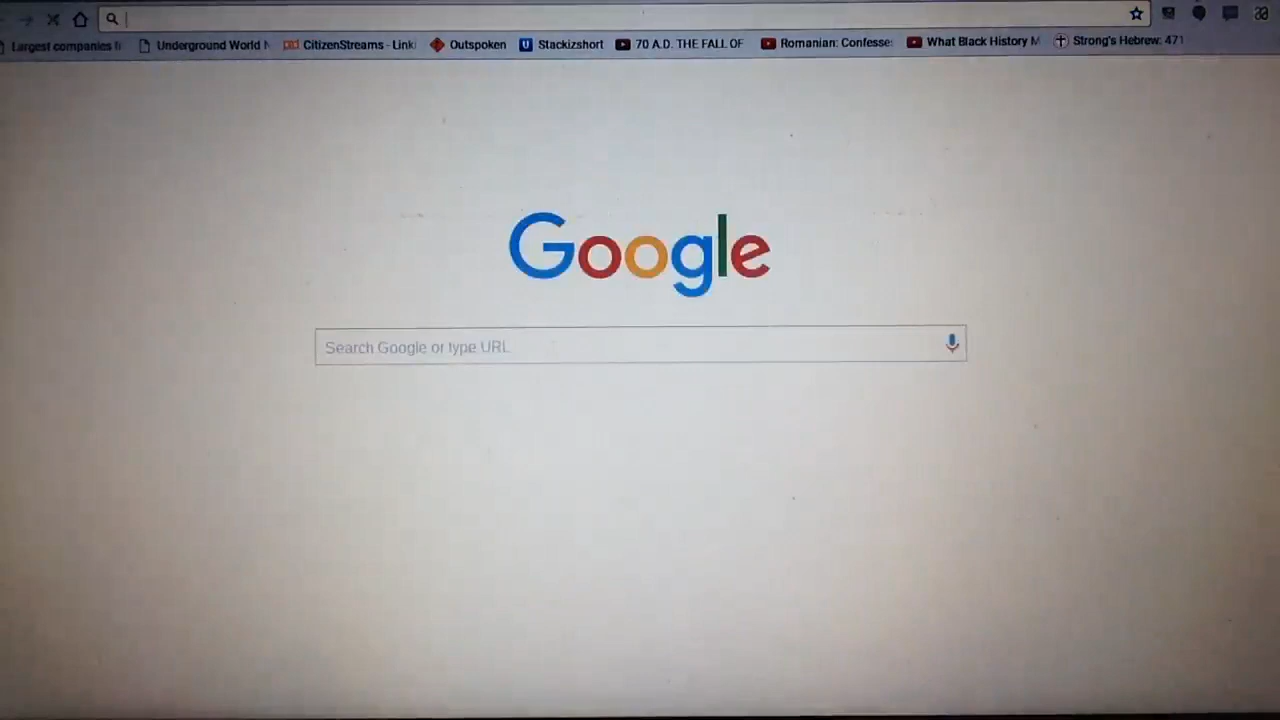 Largest companies Underground World CitizenStreams - Link Outspoken Stackizshort 70 A.D. THE FALL OF Romanian: Confesse What Black History M Strong's Hebrew: 471
Google
Search Google or type URL